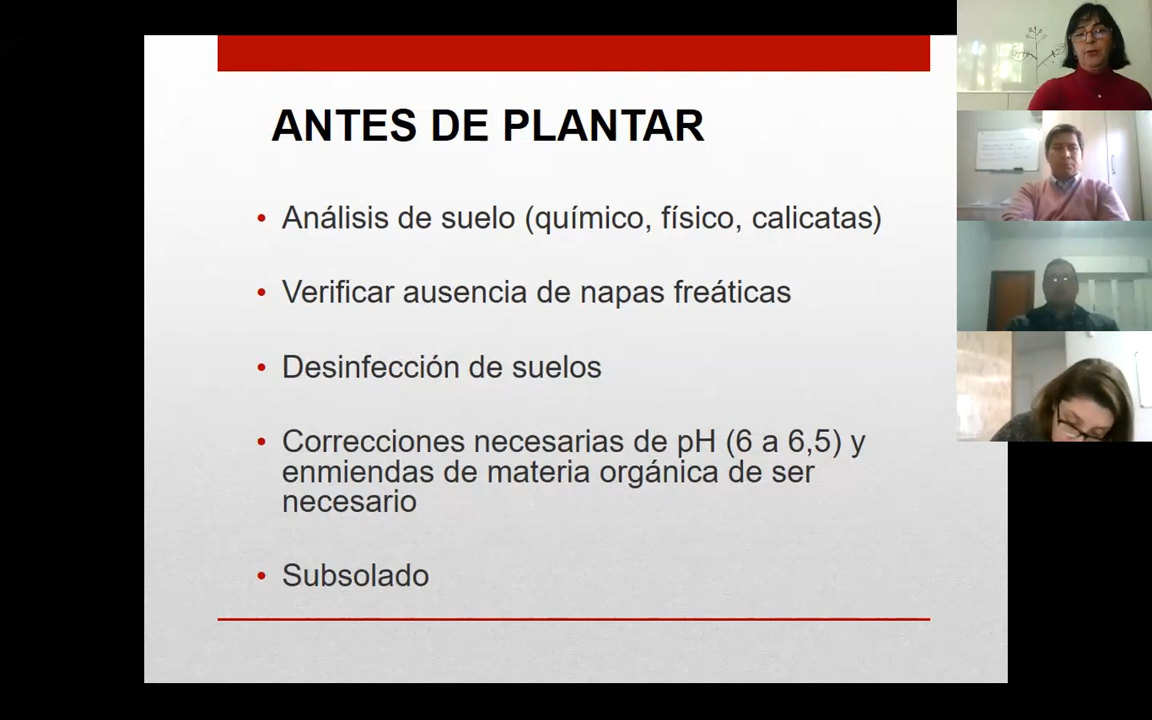 ANTES DE PLANTAR
• Análisis de suelo (químico, físico, calicatas)
• Verificar ausencia de napas freáticas
• Desinfección de suelos
• Correcciones necesarias de pH (6 a 6,5) y
enmiendas de materia orgánica de ser
necesario
• Subsolado